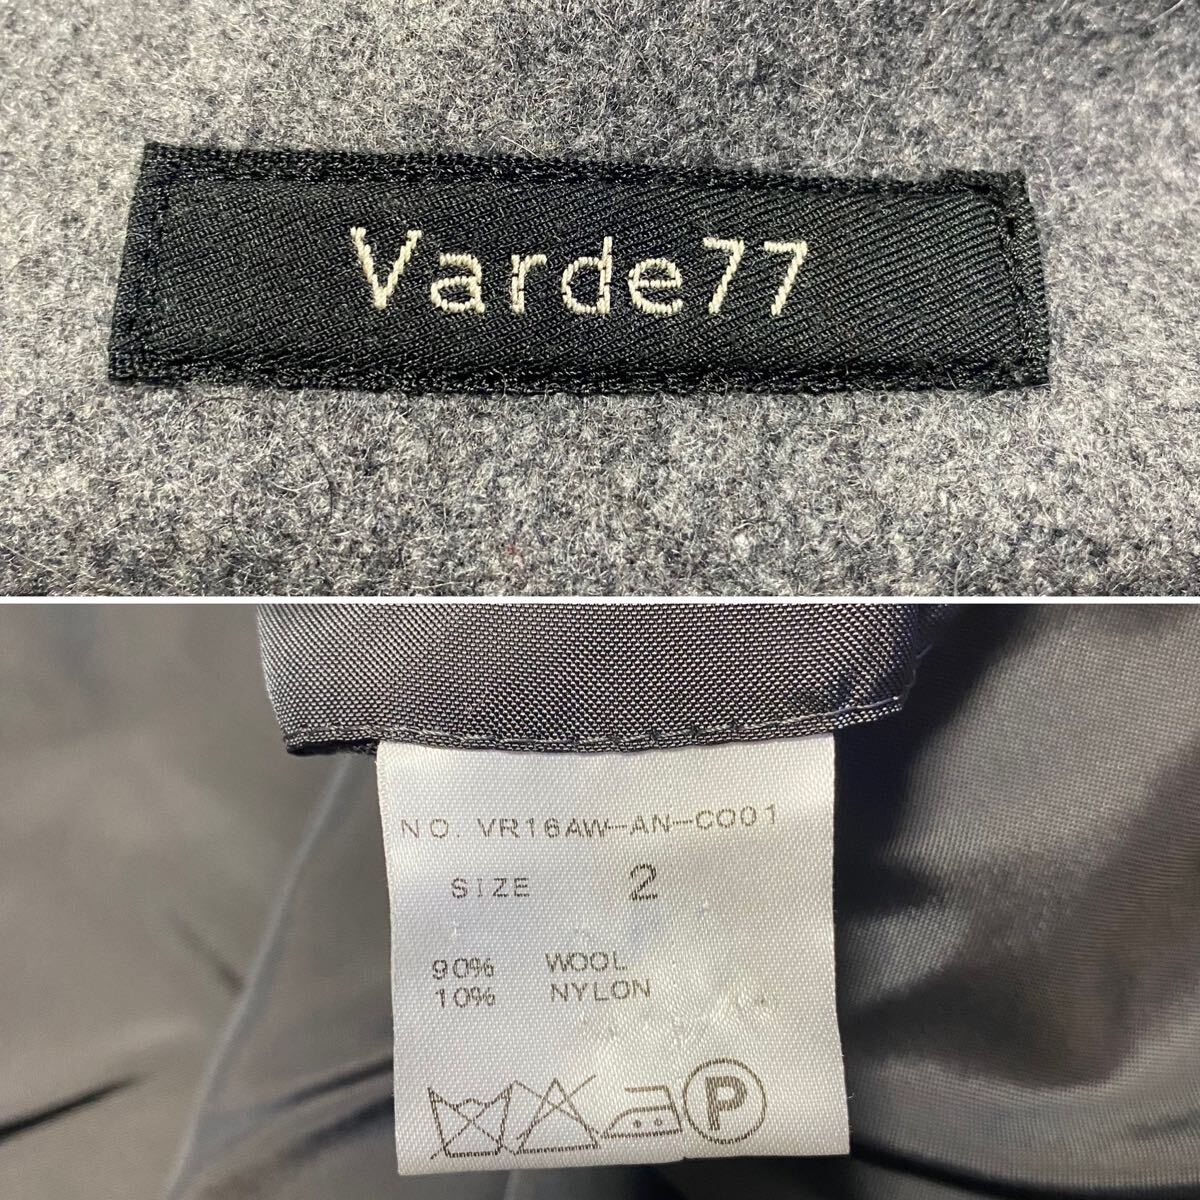 Varde77
NO. VR16AW-AN-CO01
SIZE 2
90% WOOL
10% NYLON
P